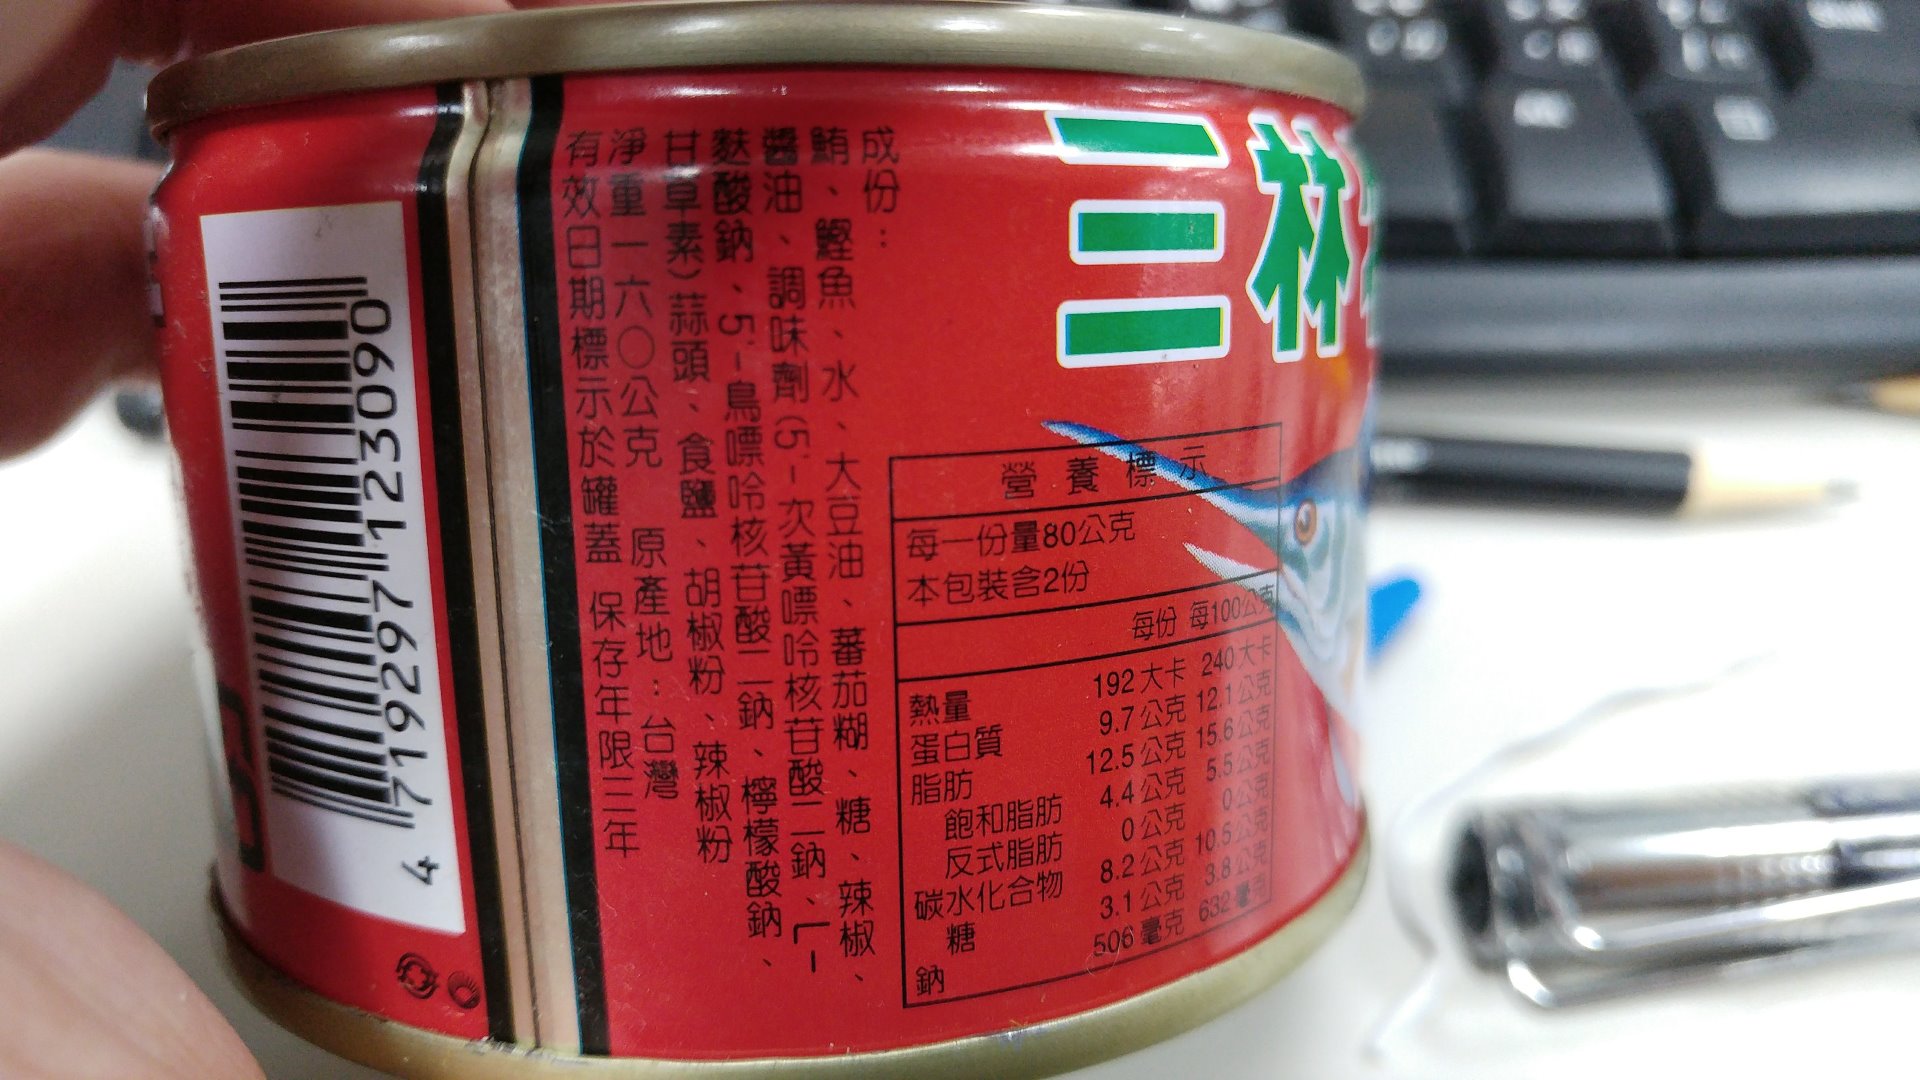 三林
成份：
鮪、鰹魚、水、大豆油、蕃茄糊、糖、辣椒、
醬油、調味劑(5'-次黃嘌呤核苷酸二鈉、L-
麩酸鈉、5'-鳥嘌呤核苷酸二鈉、檸檬酸鈉、
甘草素)蒜頭、食鹽、胡椒粉、辣椒粉
淨重一六〇公克 原產地：台灣
有效日期標示於罐蓋 保存年限三年
營養標示
每一份量80公克
本包裝含2份
每份 每100公克
熱量 192大卡 240大卡
蛋白質 9.7公克 12.1公克
脂肪 12.5公克 15.6公克
飽和脂肪 4.4公克 5.5公克
反式脂肪 0公克 0公克
碳水化合物 8.2公克 10.5公克
糖 3.1公克 3.8公克
鈉 506毫克 632毫克
4 719297 123090